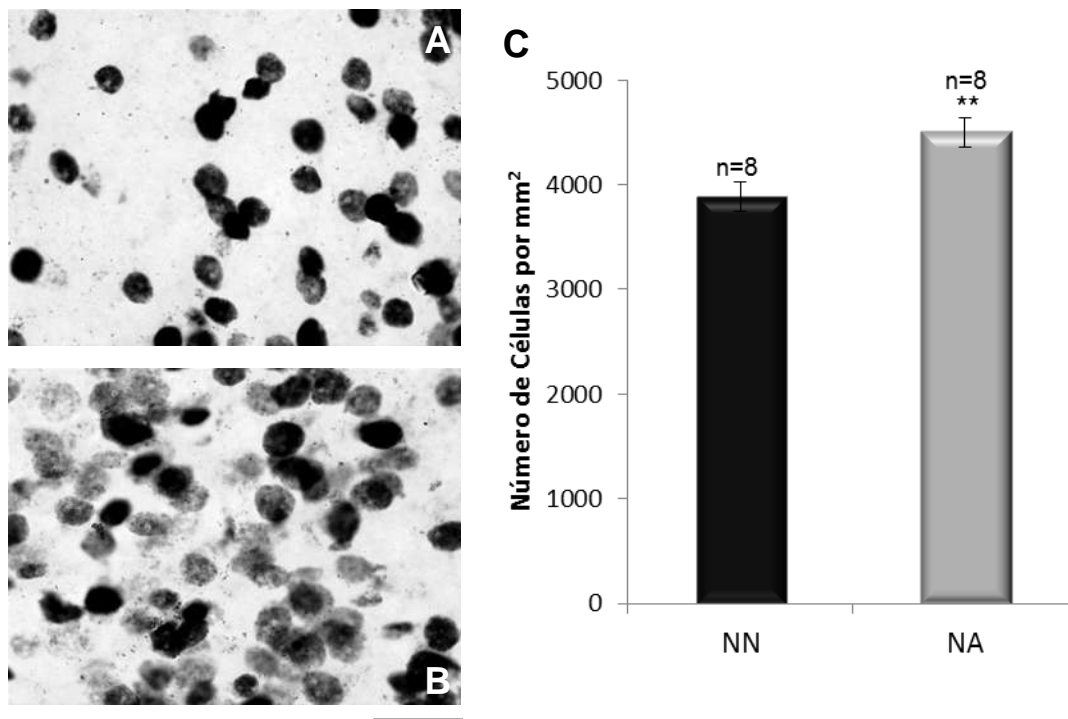 A
B
C
Número de Células por mm²
5000
4000
3000
2000
1000
0
n=8
n=8
**
NN
NA